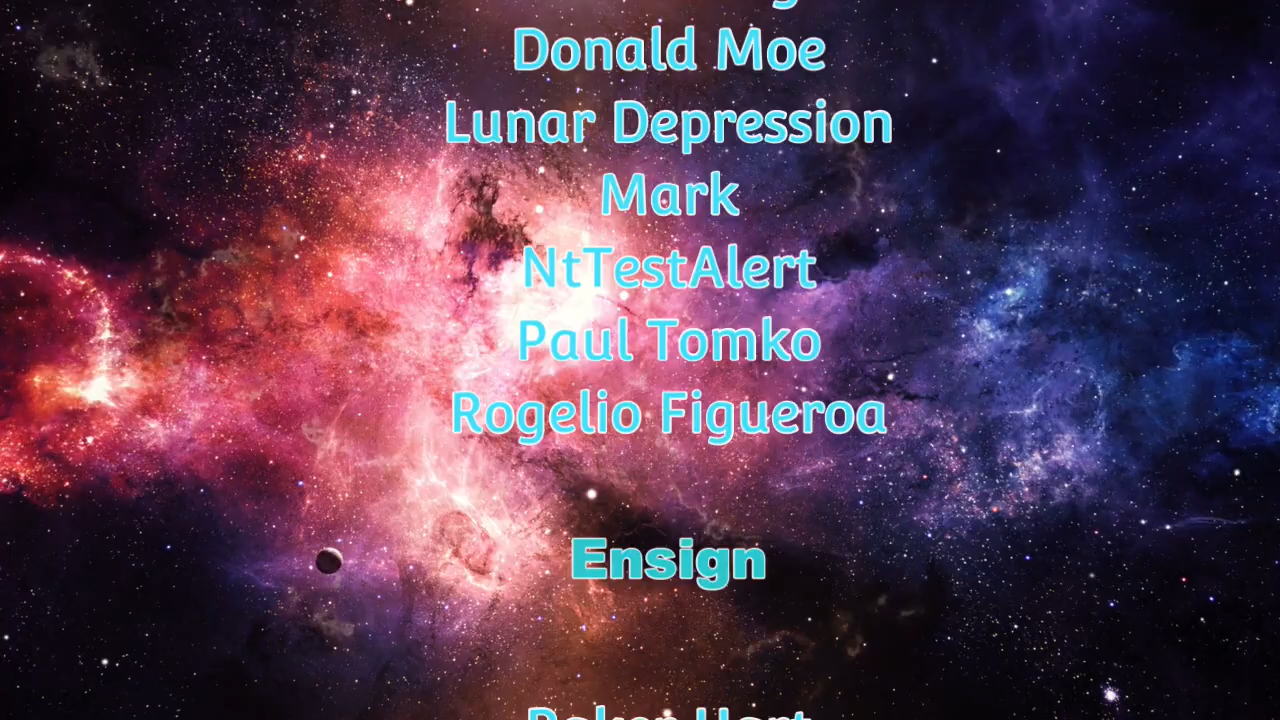 Donald Moe
Lunar Depression
Mark
NtTestAlert
Paul Tomko
Rogelio Figueroa
Ensign